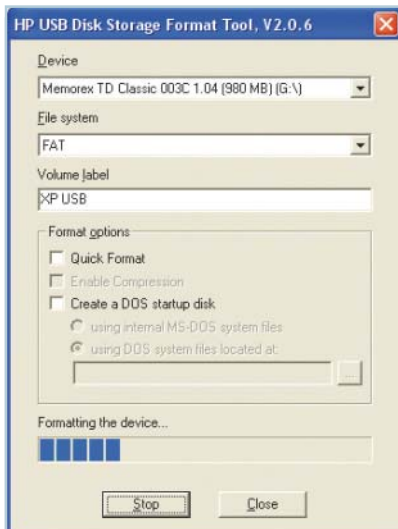 HP USB Disk Storage Format Tool, V2.0.6
Device
Memorex TD Classic 003C 1.04 (980 MB) (G:\)
File system
FAT
Volume label
XP USB
Format options
Quick Format
Enable Compression
Create a DOS startup disk
using internal MS-DOS system files
using DOS system files located at:
...
Formatting the device...
Stop Close